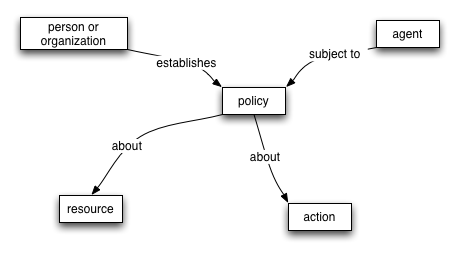 person or
organization
agent
establishes
subject to
policy
about
about
resource
action